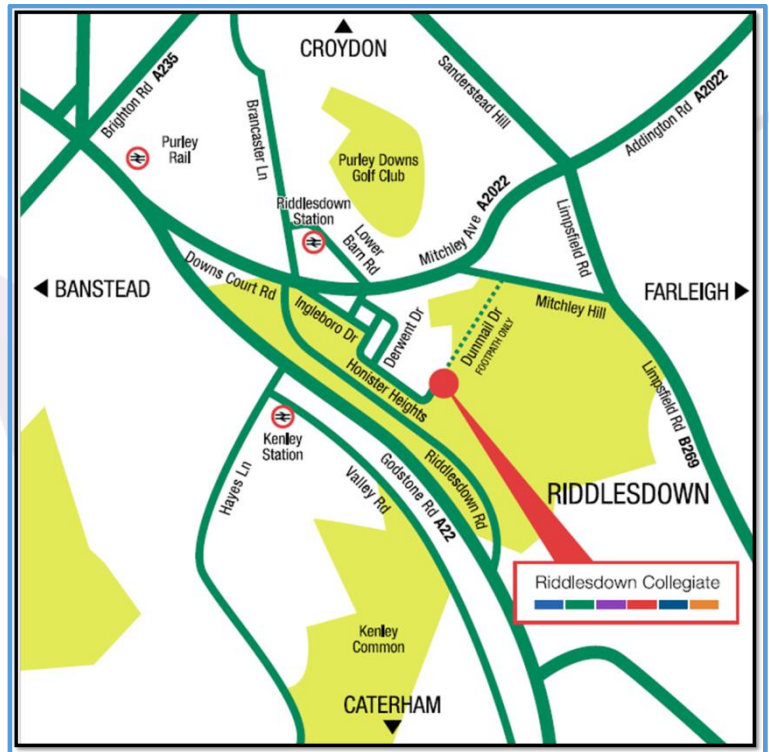 CROYDON
Brighton Rd A235
Brancaster Ln
Sanderstead Hill
Addington Rd A2022
Purley
Rail
Purley Downs
Golf Club
Riddlesdown
Station
Lower
Barn Rd
Mitchley Ave A2022
Limpsfield Rd
BANSTEAD
Downs Court Rd
FARLEIGH
Ingleboro Dr
Derwent Dr
Dunmail Dr
FOOTPATH ONLY
Mitchley Hill
Honister Heights
Limpsfield Rd B269
Kenley
Station
Hayes Ln
Valley Rd
Godstone Rd A22
Riddlesdown Rd
RIDDLESDOWN
Riddlesdown Collegiate
Kenley
Common
CATERHAM